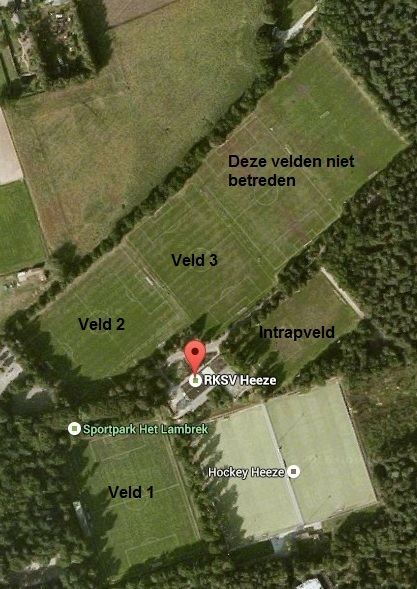 Deze velden niet
betreden
Veld 3
Veld 2
Intrapveld
RKSV Heeze
Sportpark Het Lambrek
Hockey Heeze
Veld 1